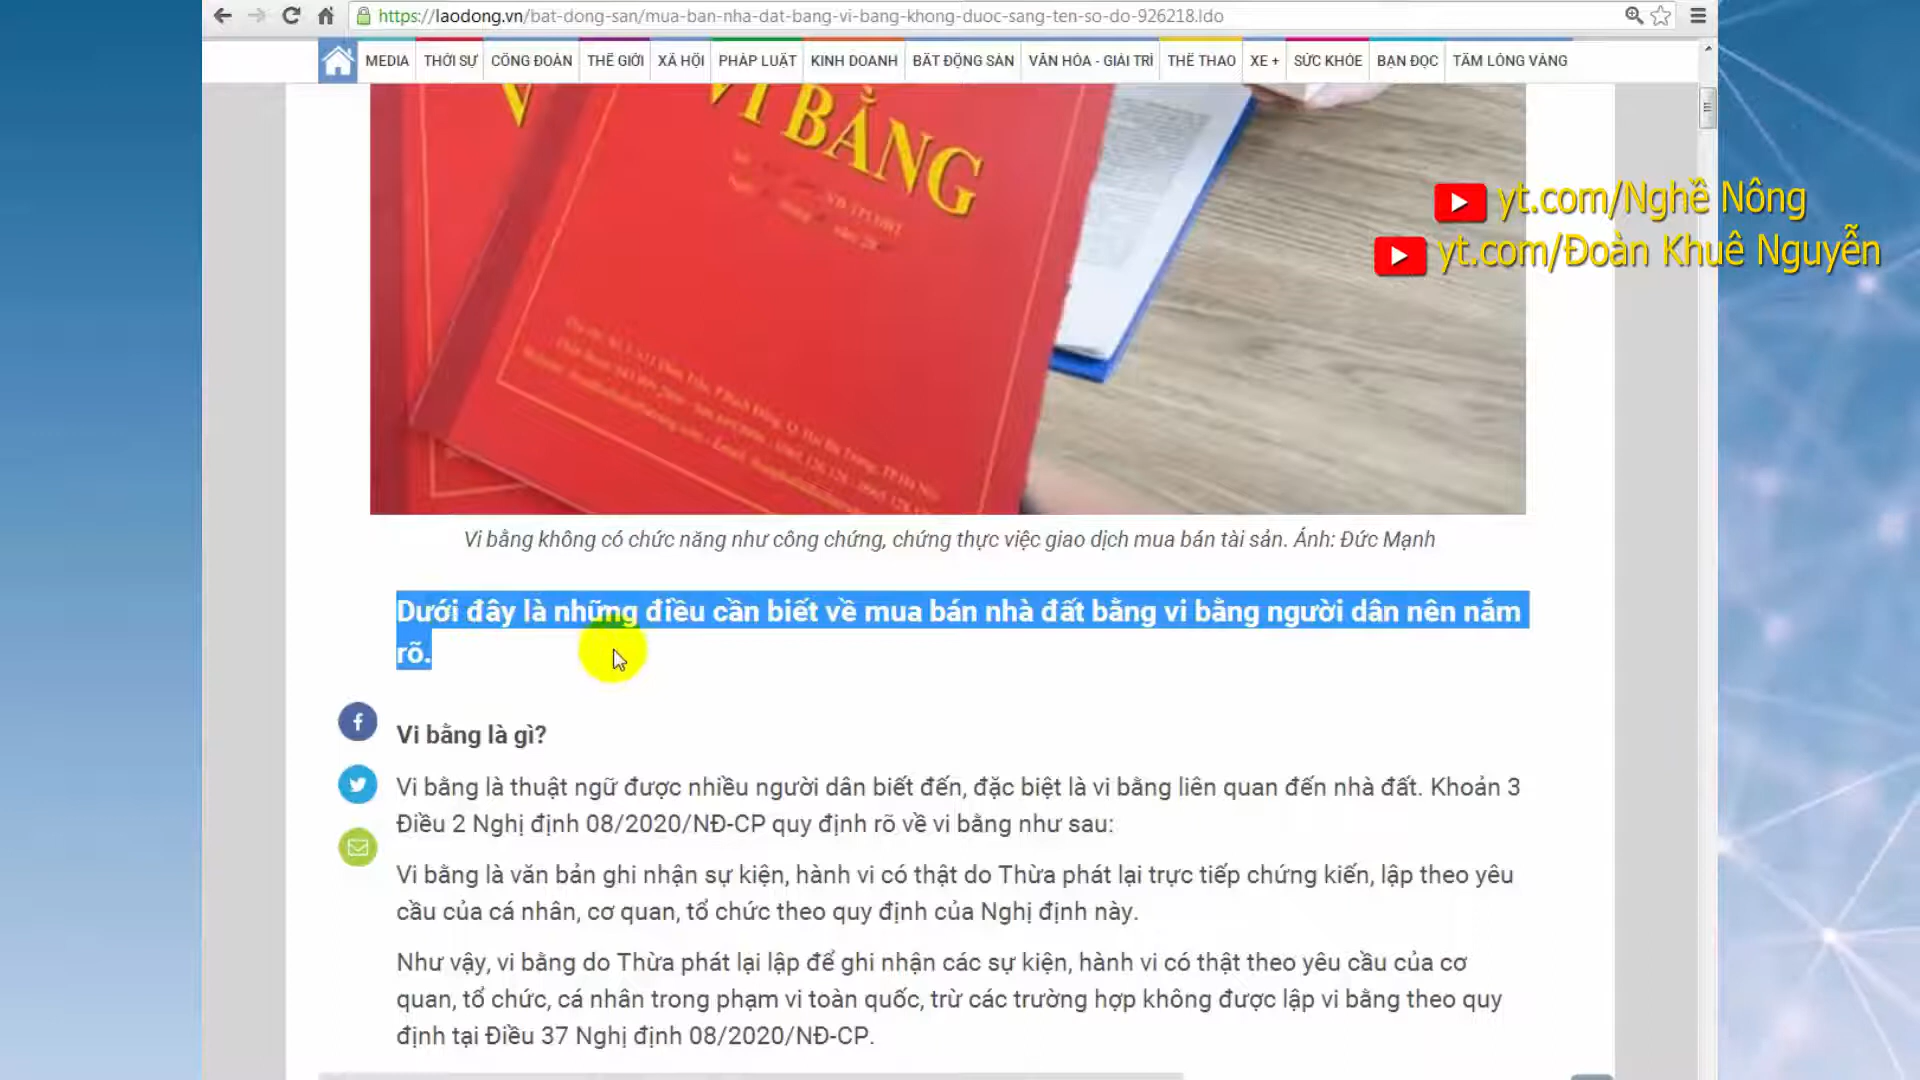 https://laodong.vn/bat-dong-san/mua-ban-nha-dat-bang-vi-bang-khong-duoc-sang-ten-so-do-926218.ldo
MEDIA THỜI SỰ CÔNG ĐOÀN THẾ GIỚI XÃ HỘI PHÁP LUẬT KINH DOANH BẤT ĐỘNG SẢN VĂN HÓA - GIẢI TRÍ THỂ THAO XE + SỨC KHỎE BẠN ĐỌC TẤM LÒNG VÀNG
VI BẰNG
yt.com/Nghề Nông
yt.com/Đoàn Khuê Nguyễn
Vi bằng không có chức năng như công chứng, chứng thực việc giao dịch mua bán tài sản. Ảnh: Đức Mạnh
Dưới đây là những điều cần biết về mua bán nhà đất bằng vi bằng người dân nên nắm
rõ.
Vi bằng là gì?
Vi bằng là thuật ngữ được nhiều người dân biết đến, đặc biệt là vi bằng liên quan đến nhà đất. Khoản 3
Điều 2 Nghị định 08/2020/NĐ-CP quy định rõ về vi bằng như sau:
Vi bằng là văn bản ghi nhận sự kiện, hành vi có thật do Thừa phát lại trực tiếp chứng kiến, lập theo yêu
cầu của cá nhân, cơ quan, tổ chức theo quy định của Nghị định này.
Như vậy, vi bằng do Thừa phát lại lập để ghi nhận các sự kiện, hành vi có thật theo yêu cầu của cơ
quan, tổ chức, cá nhân trong phạm vi toàn quốc, trừ các trường hợp không được lập vi bằng theo quy
định tại Điều 37 Nghị định 08/2020/NĐ-CP.